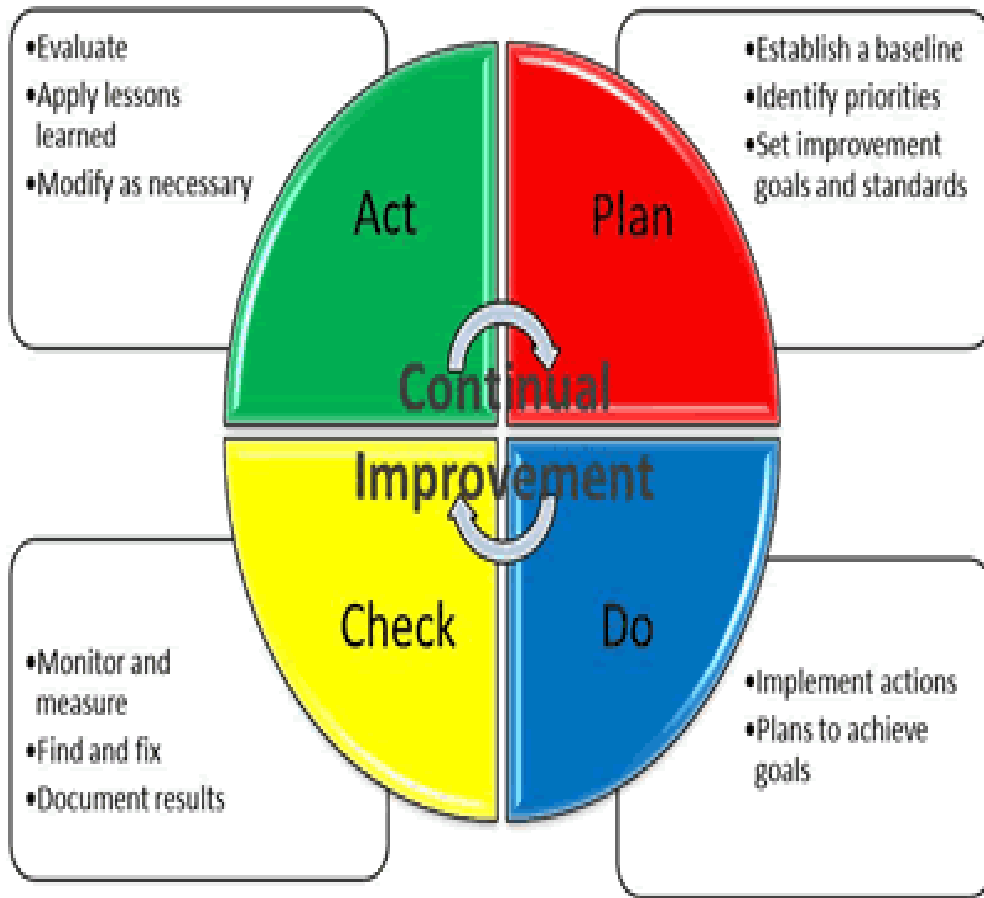 •Evaluate
•Apply lessons
learned
•Modify as necessary
•Establish a baseline
•Identify priorities
•Set improvement
goals and standards
Act
Plan
Continual
Improvement
Check
Do
•Monitor and
measure
•Find and fix
•Document results
•Implement actions
•Plans to achieve
goals